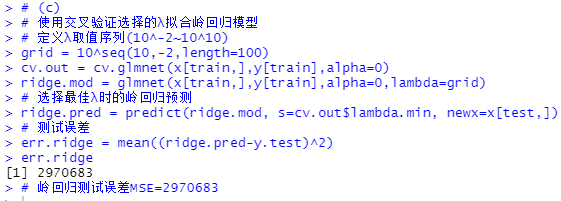 > # (c)
> # 使用交叉验证选择的λ拟合岭回归模型
> # 定义λ取值序列(10^-2~10^10)
> grid = 10^seq(10,-2,length=100)
> cv.out = cv.glmnet(x[train,],y[train],alpha=0)
> ridge.mod = glmnet(x[train,],y[train],alpha=0,lambda=grid)
> # 选择最佳λ时的岭回归预测
> ridge.pred = predict(ridge.mod, s=cv.out$lambda.min, newx=x[test,])
> # 测试误差
> err.ridge = mean((ridge.pred-y.test)^2)
> err.ridge
[1] 2970683
> # 岭回归测试误差MSE=2970683